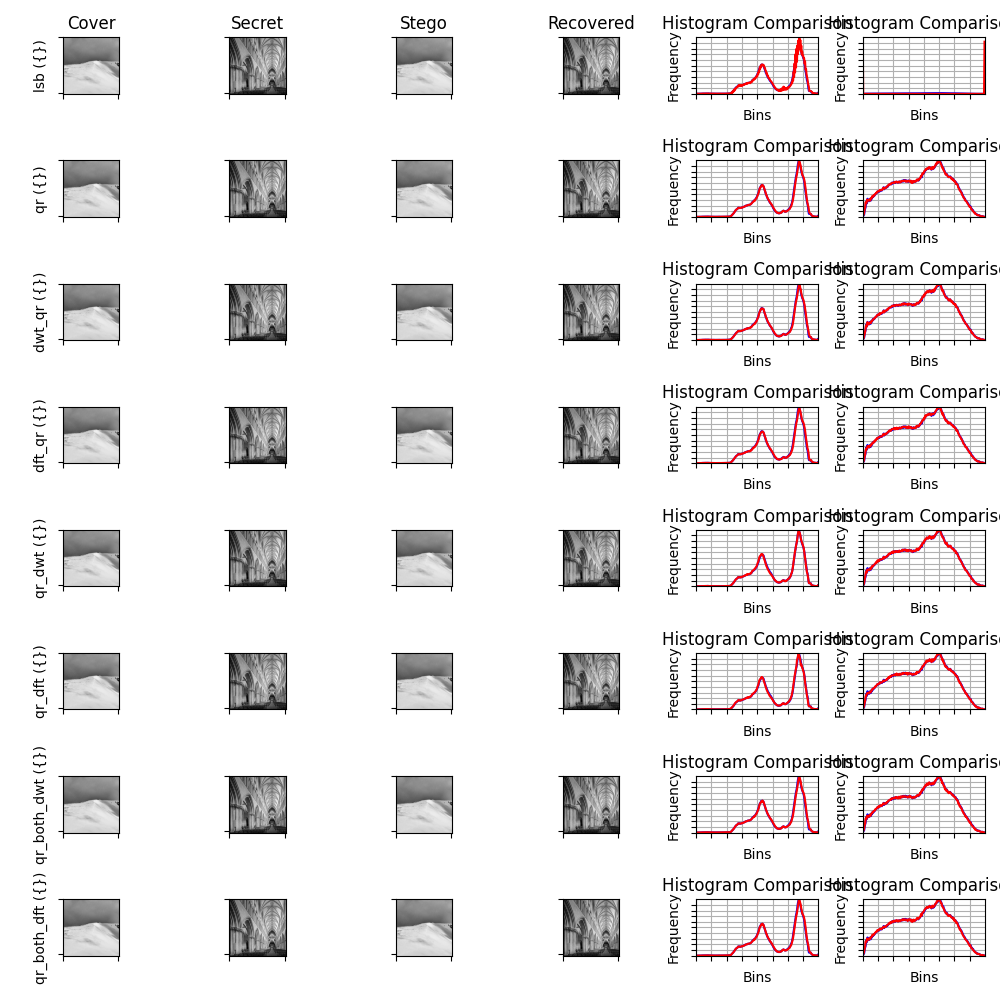 Cover Secret Stego Recovered Histogram Comparison Histogram Comparis
lsb ({}) Frequency Frequency
Bins Bins
Histogram Comparison Histogram Comparis
qr ({}) Frequency Frequency
Bins Bins
Histogram Comparison Histogram Comparis
dwt_qr ({}) Frequency Frequency
Bins Bins
Histogram Comparison Histogram Comparis
dft_qr ({}) Frequency Frequency
Bins Bins
Histogram Comparison Histogram Comparis
qr_dwt ({}) Frequency Frequency
Bins Bins
Histogram Comparison Histogram Comparis
qr_dft ({}) Frequency Frequency
Bins Bins
Histogram Comparison Histogram Comparis
qr_both_dwt ({}) Frequency Frequency
Bins Bins
Histogram Comparison Histogram Comparis
qr_both_dft ({}) Frequency Frequency
Bins Bins